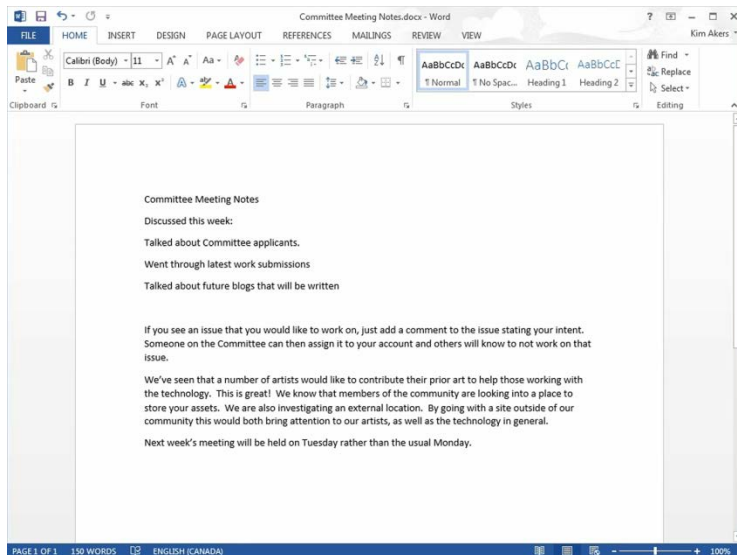 Committee Meeting Notes.docx - Word
FILE HOME INSERT DESIGN PAGE LAYOUT REFERENCES MAILINGS REVIEW VIEW Kim Akers
Calibri (Body) 11 A A Aa
Find
Replace
Select
Paste
B I U abc X₂ X² A A
AaBbCcDc AaBbCcDc AaBbCc AaBbCcE
¶ Normal ¶ No Spac... Heading 1 Heading 2
Clipboard Font Paragraph Styles Editing
Committee Meeting Notes
Discussed this week:
Talked about Committee applicants.
Went through latest work submissions
Talked about future blogs that will be written
If you see an issue that you would like to work on, just add a comment to the issue stating your intent.
Someone on the Committee can then assign it to your account and others will know to not work on that
issue.
We've seen that a number of artists would like to contribute their prior art to help those working with
the technology.  This is great!  We know that members of the community are looking into a place to
store your assets.  We are also investigating an external location.  By going with a site outside of our
community this would both bring attention to our artists, as well as the technology in general.
Next week's meeting will be held on Tuesday rather than the usual Monday.
PAGE 1 OF 1 150 WORDS ENGLISH (CANADA) 100%